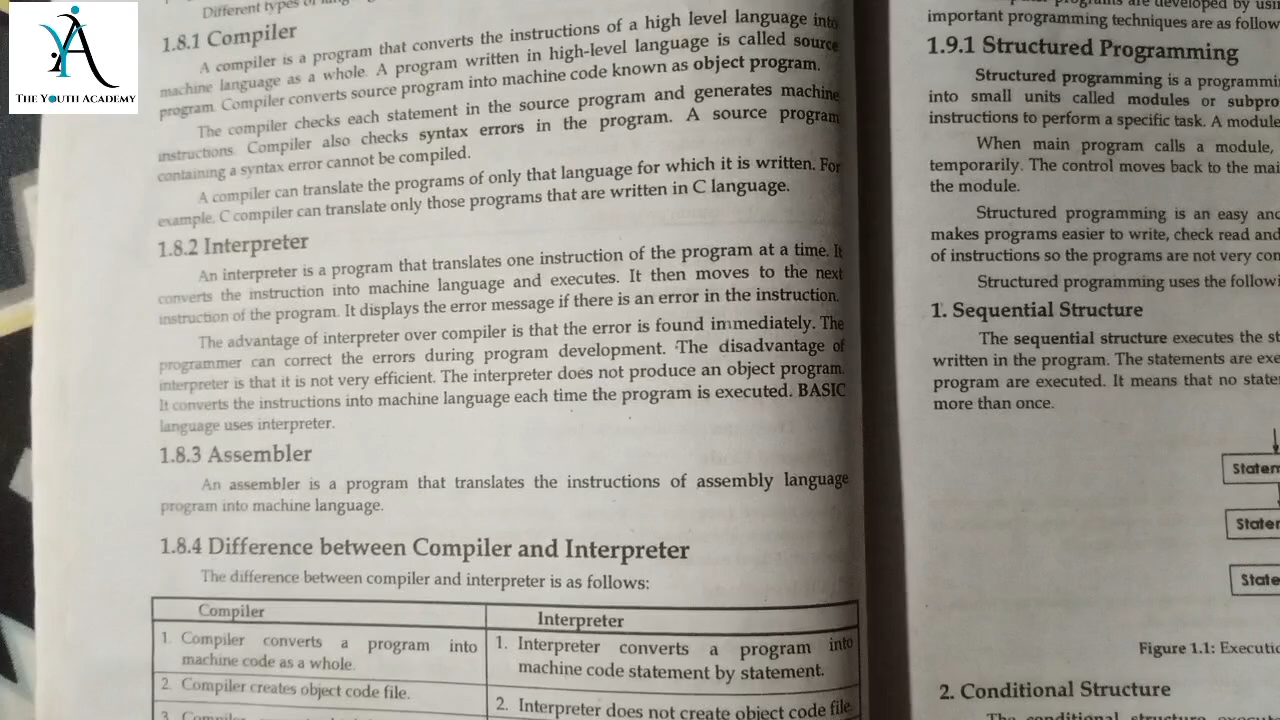 THE YOUTH ACADEMY
Different types of
1.8.1 Compiler
A compiler is a program that converts the instructions of a high level language into
machine language as a whole. A program written in high-level language is called source
program. Compiler converts source program into machine code known as object program.
The compiler checks each statement in the source program and generates machine
instructions. Compiler also checks syntax errors in the program. A source program
containing a syntax error cannot be compiled.
A compiler can translate the programs of only that language for which it is written. For
example. C compiler can translate only those programs that are written in C language.
1.8.2 Interpreter
An interpreter is a program that translates one instruction of the program at a time. It
converts the instruction into machine language and executes. It then moves to the next
instruction of the program. It displays the error message if there is an error in the instruction.
The advantage of interpreter over compiler is that the error is found immediately. The
programmer can correct the errors during program development. The disadvantage of
interpreter is that it is not very efficient. The interpreter does not produce an object program.
It converts the instructions into machine language each time the program is executed. BASIC
language uses interpreter.
1.8.3 Assembler
An assembler is a program that translates the instructions of assembly language
program into machine language.
1.8.4 Difference between Compiler and Interpreter
The difference between compiler and interpreter is as follows:
Compiler
1. Compiler converts a program into
machine code as a whole.
2. Compiler creates object code file.
Interpreter
1. Interpreter converts a program into
machine code statement by statement.
2. Interpreter does not create object code file.
programs are developed by
important programming techniques are as
1.9.1 Structured Programming
Structured programming is a
into small units called modules or
instructions to perform a specific task. A module
When main program calls a module,
temporarily. The control moves back to the
the module.
Structured programming is an easy
makes programs easier to write, check read and
of instructions so the programs are not very
Structured programming uses the
1. Sequential Structure
The sequential structure executes the
written in the program. The statements are
program are executed. It means that no
more than once.
Figure 1.1:
2. Conditional Structure
The conditional structure